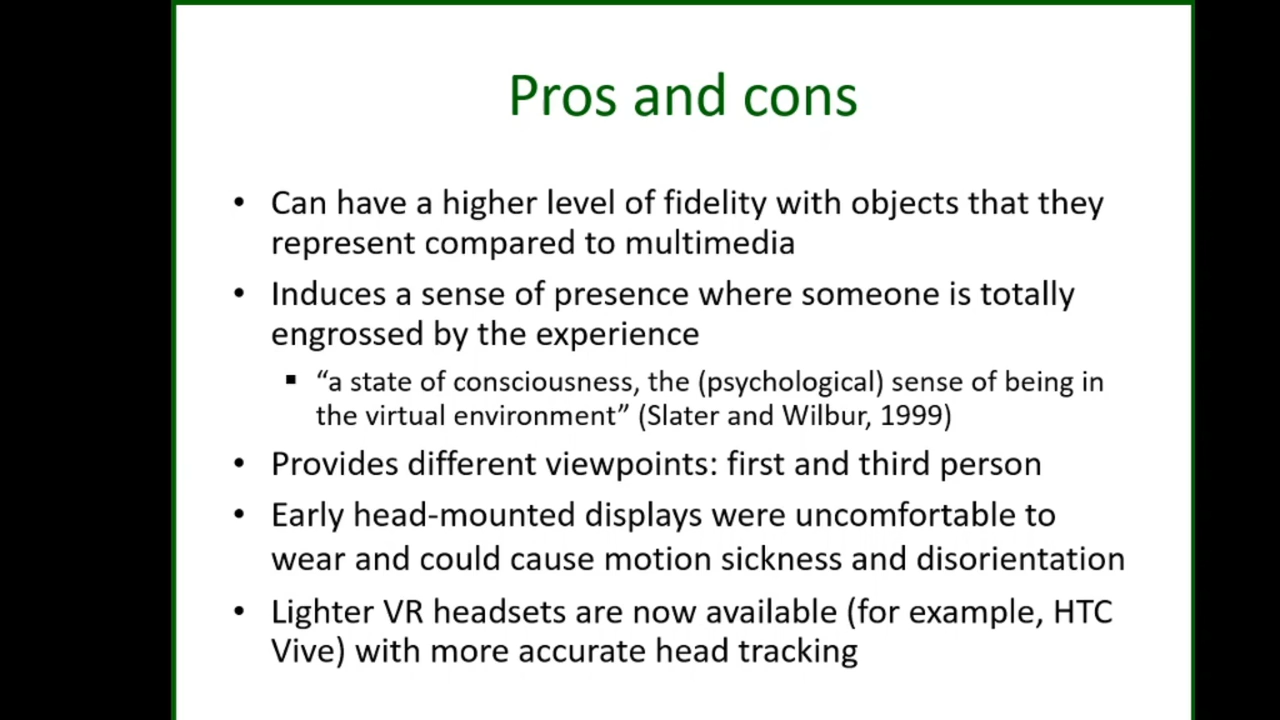 Pros and cons
• Can have a higher level of fidelity with objects that they
represent compared to multimedia
• Induces a sense of presence where someone is totally
engrossed by the experience
▪ “a state of consciousness, the (psychological) sense of being in
the virtual environment” (Slater and Wilbur, 1999)
• Provides different viewpoints: first and third person
• Early head-mounted displays were uncomfortable to
wear and could cause motion sickness and disorientation
• Lighter VR headsets are now available (for example, HTC
Vive) with more accurate head tracking